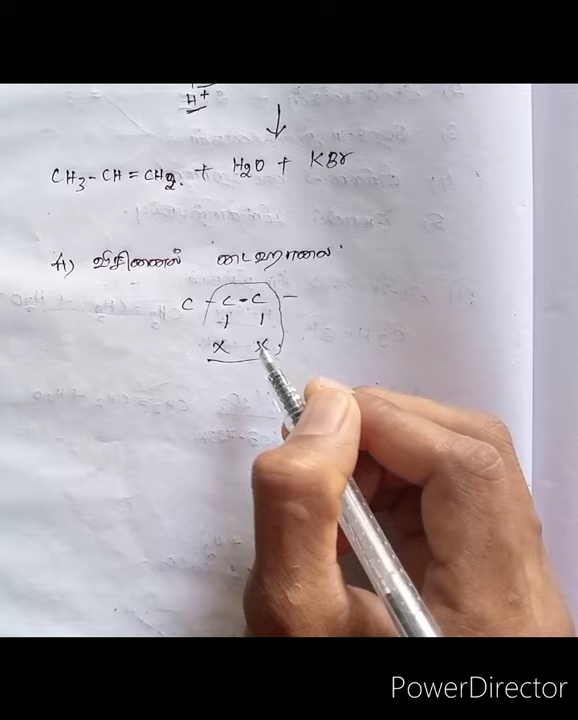 H+
↓
CH3-CH=CH2. + H2O + KBr
4) விசினைல்
C - C - C -
| |
X X
PowerDirector